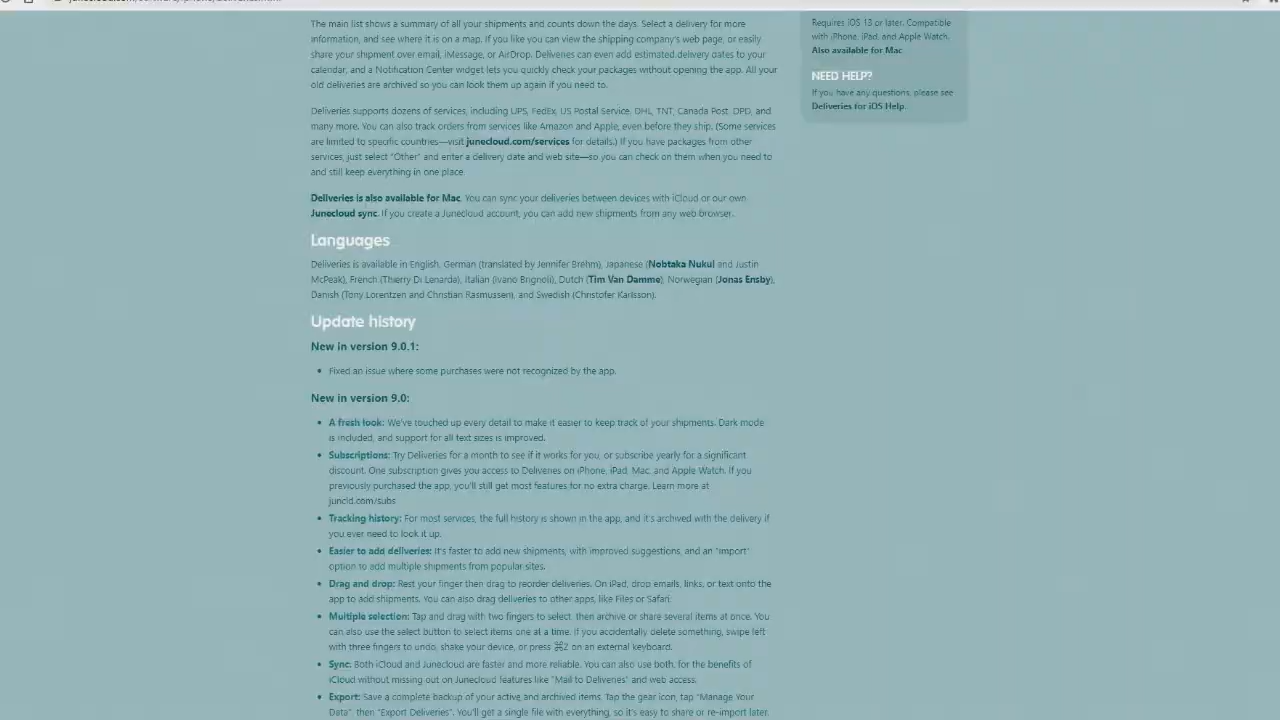 The main list shows a summary of all your shipments and counts down the days. Select a delivery for more
information, and see where it is on a map. If you like you can view the shipping company's web page, or easily
share your shipment over email, iMessage, or AirDrop. Deliveries can even add estimated delivery dates to your
calendar, and a Notification Center widget lets you quickly check your packages without opening the app. All your
old deliveries are archived so you can look them up again if you need to.
Deliveries supports dozens of services, including UPS, FedEx, US Postal Service, DHL, TNT, Canada Post, DPD, and
many more. You can also track orders from services like Amazon and Apple, even before they ship. (Some services
are limited to specific countries—visit junecloud.com/services for details.) If you have packages from other
services, just select "Other" and enter a delivery date and web site—so you can check on them when you need to
and still keep everything in one place.
Deliveries is also available for Mac. You can sync your deliveries between devices with iCloud or our own
Junecloud sync. If you create a Junecloud account, you can add new shipments from any web browser.
Languages
Deliveries is available in English, German (translated by Jennifer Brehm), Japanese (Nobtaka Nukui and Justin
McPeak), French (Thierry Di Lenarda), Italian (Ivano Brignoli), Dutch (Tim Van Damme), Norwegian (Jonas Ensby),
Danish (Tony Lorentzen and Christian Rasmussen), and Swedish (Christofer Karlsson).
Update history
New in version 9.0.1:
• Fixed an issue where some purchases were not recognized by the app.
New in version 9.0:
• A fresh look: We've touched up every detail to make it easier to keep track of your shipments. Dark mode
is included, and support for all text sizes is improved.
• Subscriptions: Try Deliveries for a month to see if it works for you, or subscribe yearly for a significant
discount. One subscription gives you access to Deliveries on iPhone, iPad, Mac, and Apple Watch. If you
previously purchased the app, you'll still get most features for no extra charge. Learn more at
juncld.com/subs
• Tracking history: For most services, the full history is shown in the app, and it's archived with the delivery if
you ever need to look it up.
• Easier to add deliveries: It's faster to add new shipments, with improved suggestions, and an "import"
option to add multiple shipments from popular sites.
• Drag and drop: Rest your finger then drag to reorder deliveries. On iPad, drop emails, links, or text onto the
app to add shipments. You can also drag deliveries to other apps, like Files or Safari.
• Multiple selection: Tap and drag with two fingers to select, then archive or share several items at once. You
can also use the select button to select items one at a time. If you accidentally delete something, swipe left
with three fingers to undo, shake your device, or press ⌘Z on an external keyboard.
• Sync: Both iCloud and Junecloud are faster and more reliable. You can also use both, for the benefits of
iCloud without missing out on Junecloud features like "Mail to Deliveries" and web access.
• Export: Save a complete backup of your active and archived items. Tap the gear icon, tap "Manage Your
Data", then "Export Deliveries". You'll get a single file with everything, so it's easy to share or re-import later.
Requires iOS 13 or later. Compatible
with iPhone, iPad, and Apple Watch.
Also available for Mac
NEED HELP?
If you have any questions, please see
Deliveries for iOS Help.